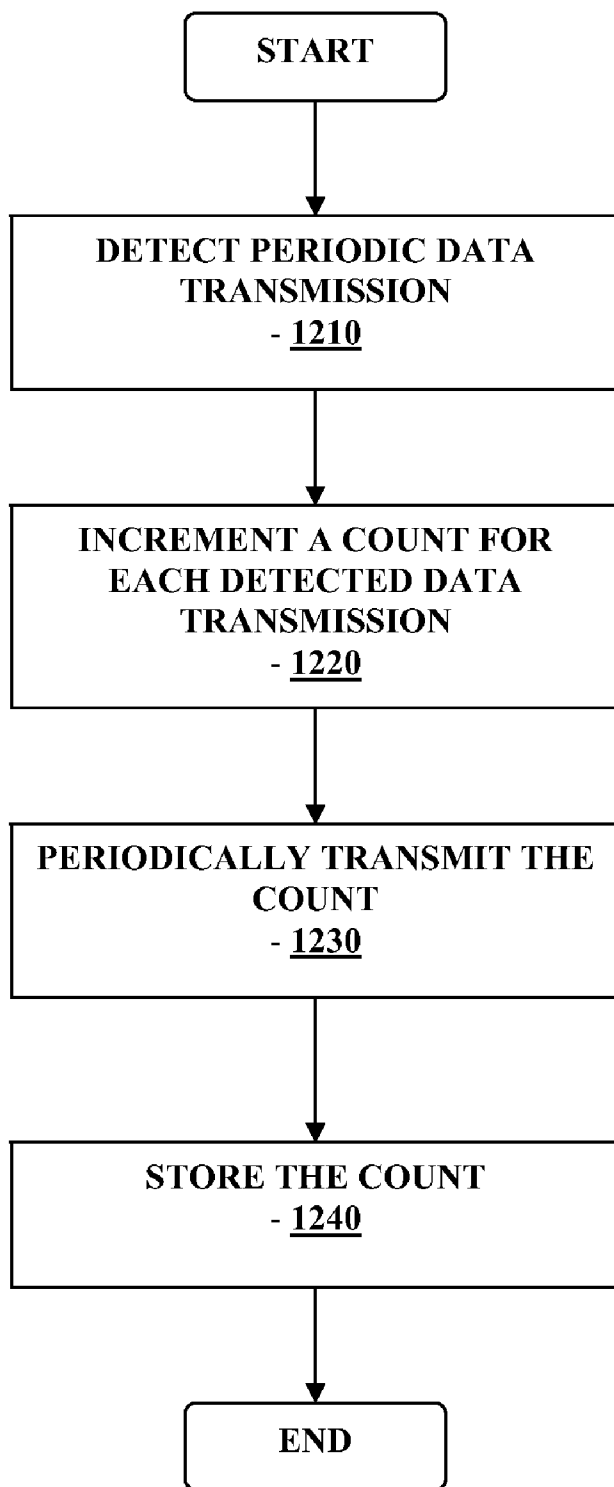 START
DETECT PERIODIC DATA
TRANSMISSION
- 1210
INCREMENT A COUNT FOR
EACH DETECTED DATA
TRANSMISSION
- 1220
PERIODICALLY TRANSMIT THE
COUNT
- 1230
STORE THE COUNT
- 1240
END